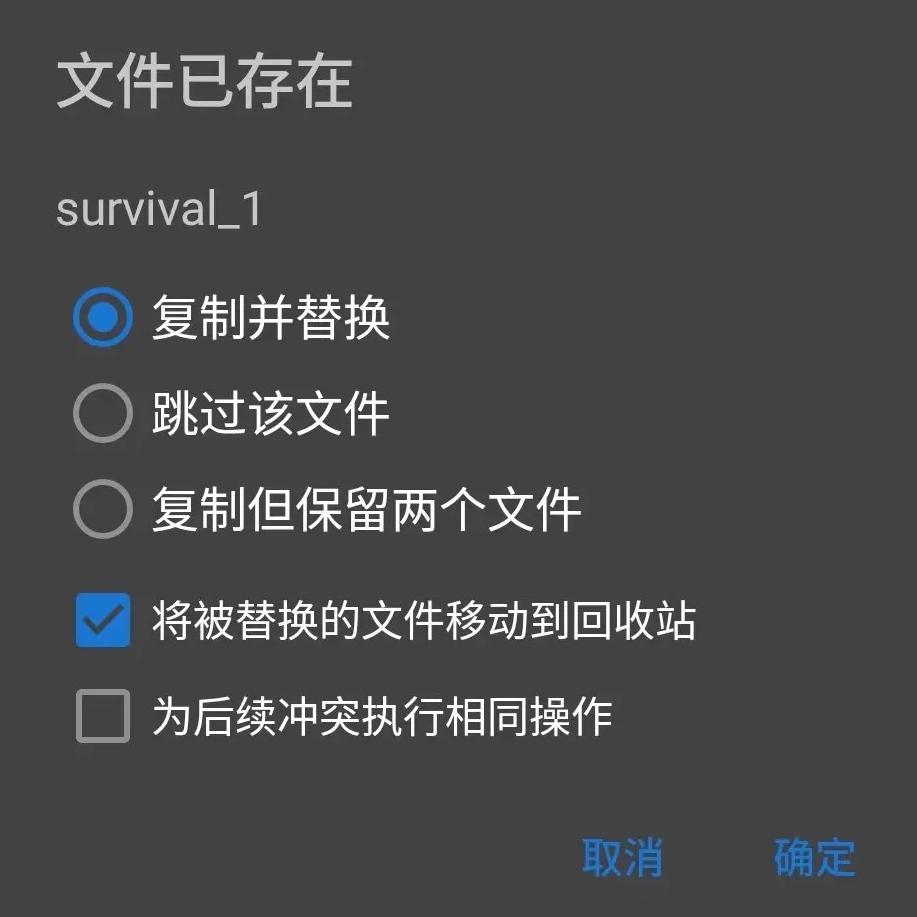 文件已存在
survival_1
复制并替换
跳过该文件
复制但保留两个文件
将被替换的文件移动到回收站
为后续冲突执行相同操作
取消 确定